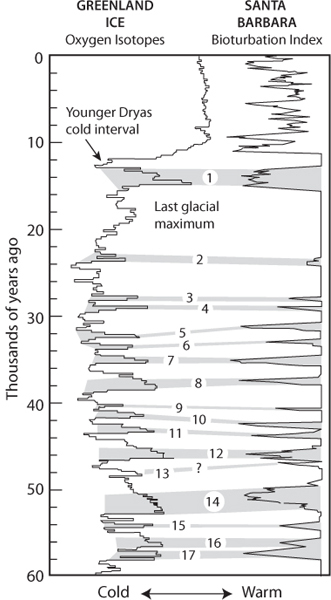 GREENLAND
ICE
Oxygen Isotopes
SANTA
BARBARA
Bioturbation Index
0
Younger Dryas
cold interval
10
1
Last glacial
maximum
20
2
3
4
30
5
6
7
8
40
9
10
11
12
?
13
50
14
15
16
17
60
Thousands of years ago
Cold
Warm